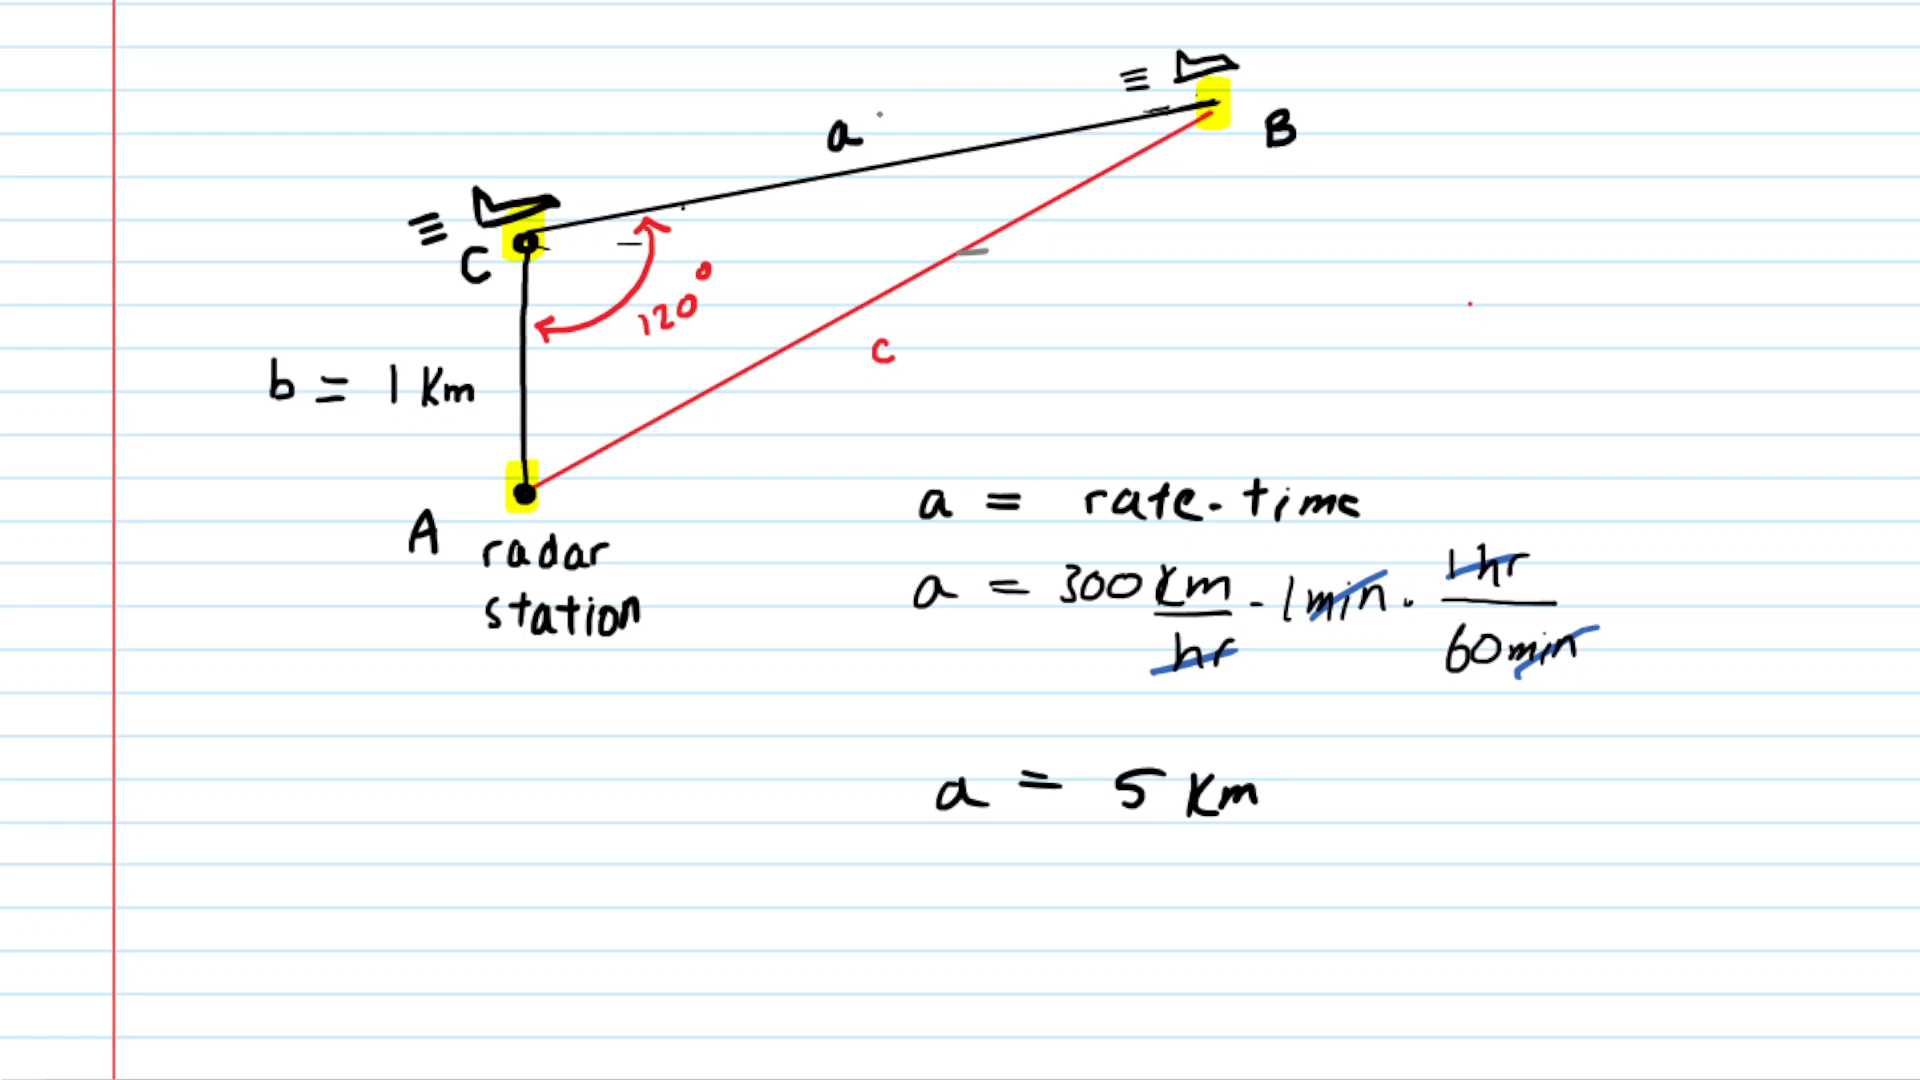 a
B
C
120°
c
b = 1 Km
A
radar
station
a = rate · time
a = 300 Km/hr · 1 min · 1 hr/60 min
a = 5 Km